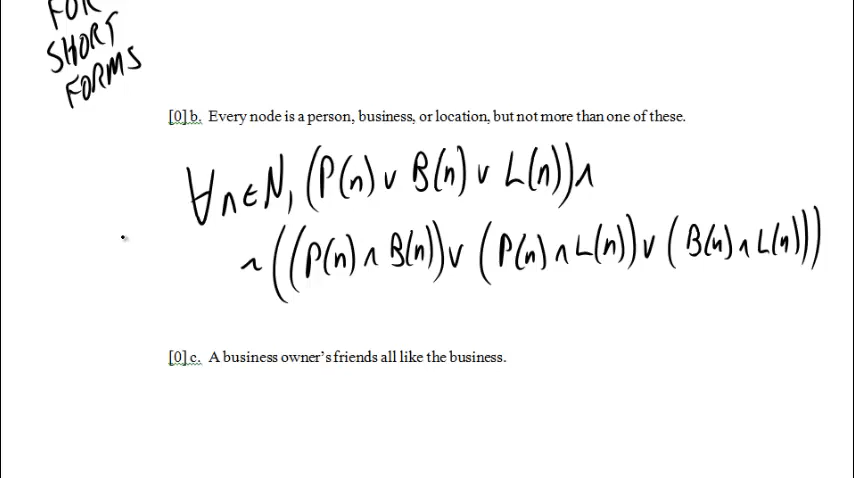 FOR
SHORT
FORMS
[0] b. Every node is a person, business, or location, but not more than one of these.
∀n∈N, (P(n) ∨ B(n) ∨ L(n)) ∧
~((P(n) ∧ B(n)) ∨ (P(n) ∧ L(n)) ∨ (B(n) ∧ L(n)))
[0] c. A business owner's friends all like the business.